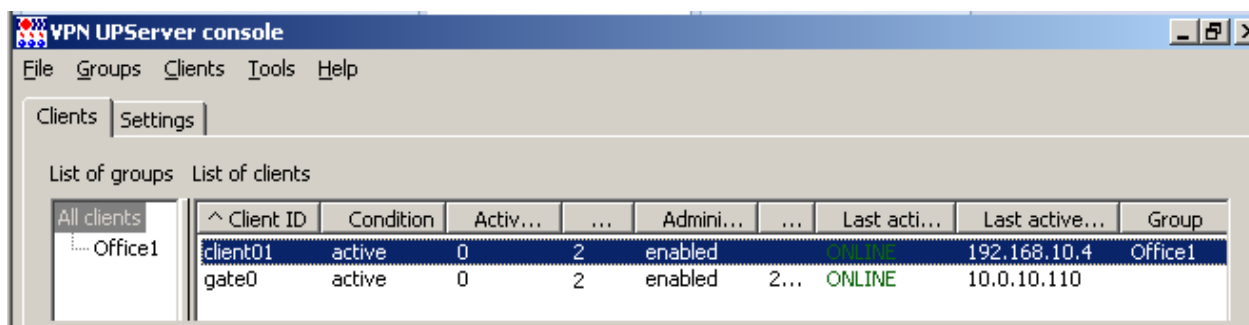 VPN UPServer console
File Groups Clients Tools Help
Clients Settings
List of groups List of clients
All clients ^ Client ID Condition Activ... ... Admini... ... Last acti... Last active... Group
Office1 client01 active 0 2 enabled ONLINE 192.168.10.4 Office1
gate0 active 0 2 enabled 2... ONLINE 10.0.10.110